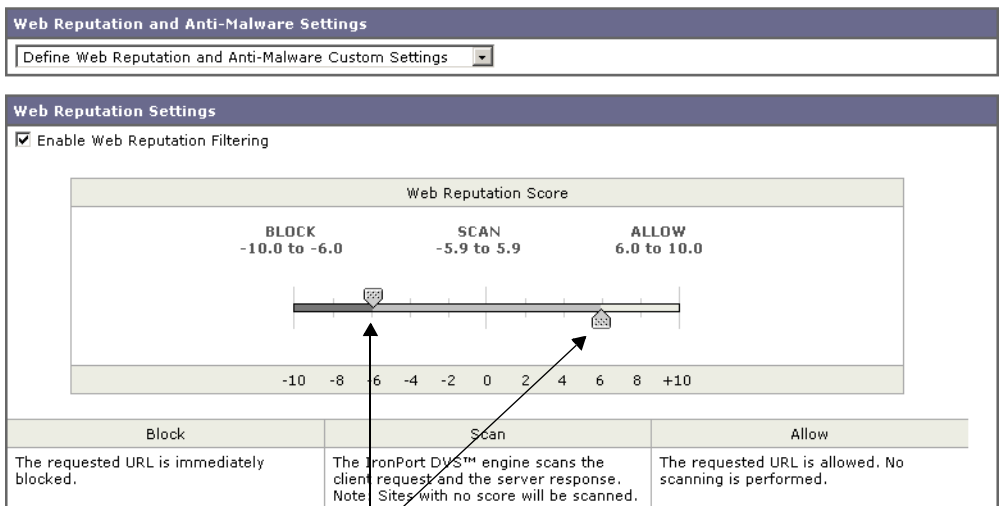 Web Reputation and Anti-Malware Settings
Define Web Reputation and Anti-Malware Custom Settings
Web Reputation Settings
Enable Web Reputation Filtering
Web Reputation Score
BLOCK SCAN ALLOW
-10.0 to -6.0 -5.9 to 5.9 6.0 to 10.0
-10 -8 -6 -4 -2 0 2 4 6 8 +10
Block Scan Allow
The requested URL is immediately
blocked.
The IronPort DVS™ engine scans the
client request and the server response.
Note: Sites with no score will be scanned.
The requested URL is allowed. No
scanning is performed.